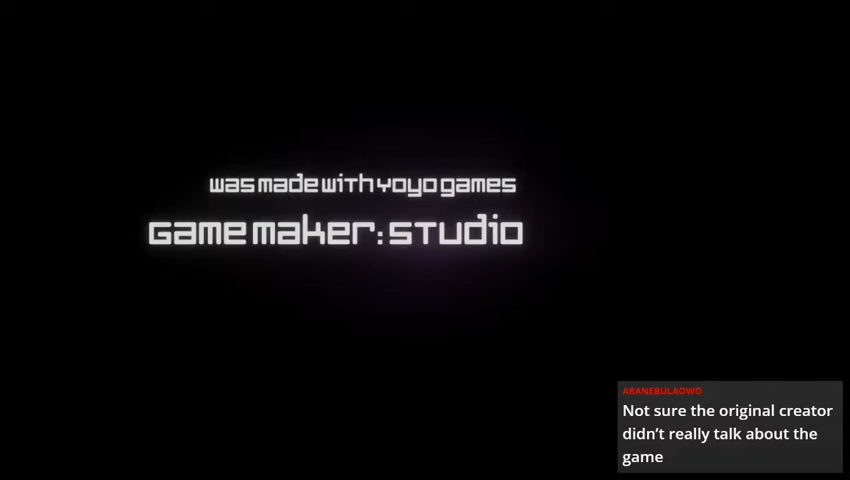 was made with yoyo games
Game maker: studio
ARANEBULAOWO
Not sure the original creator
didn't really talk about the
game